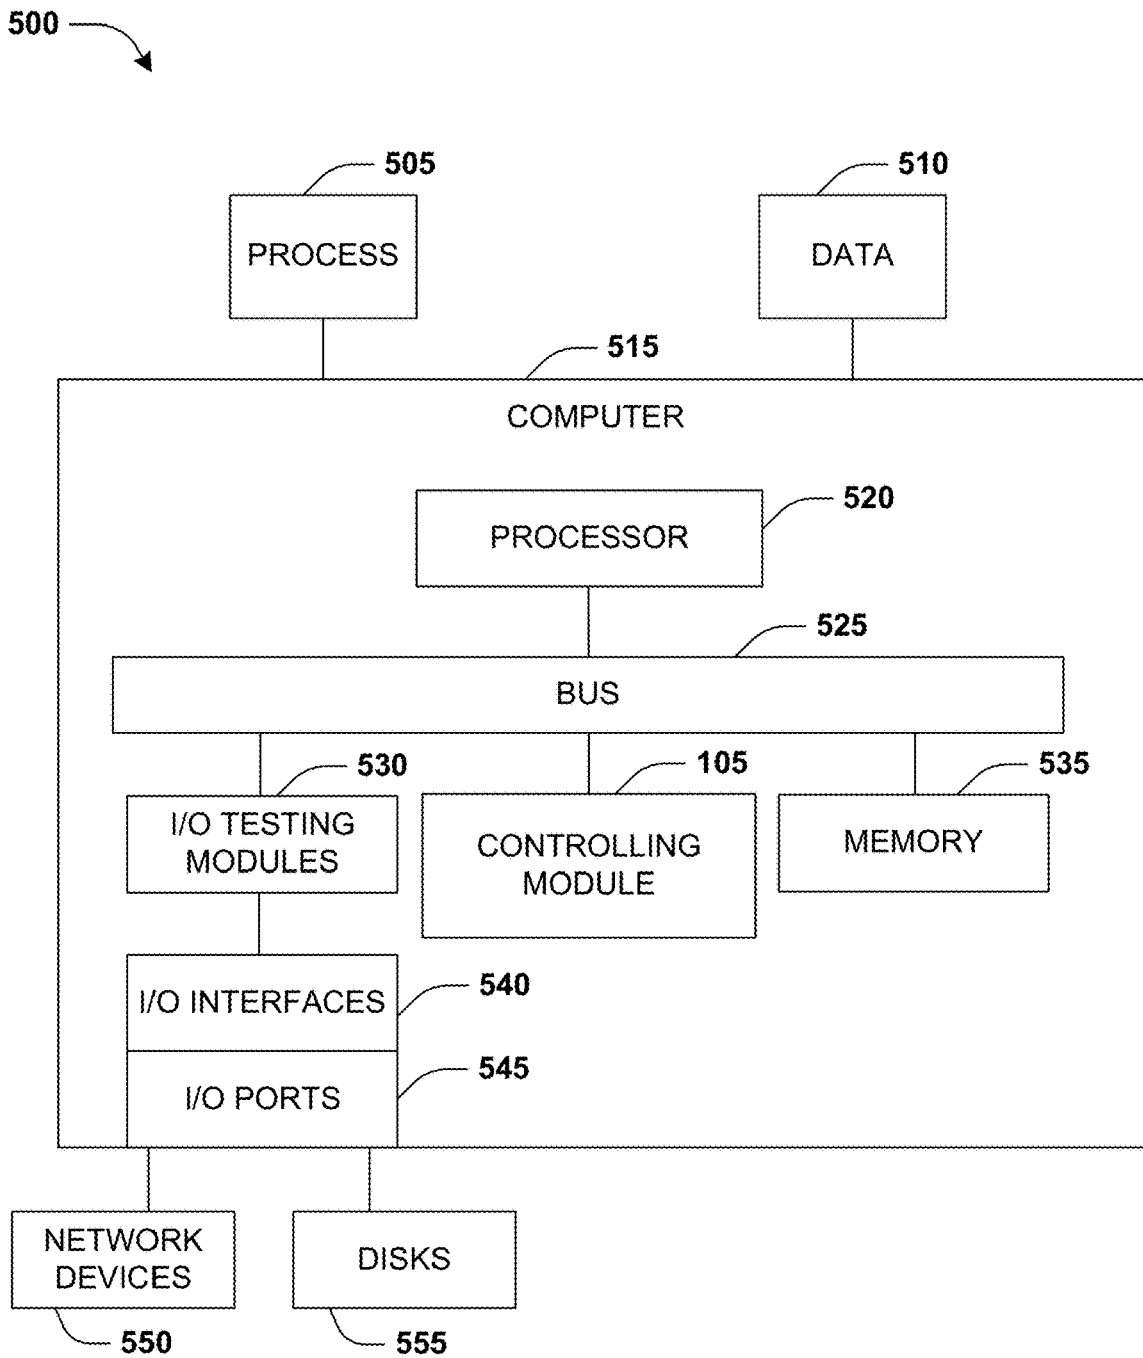 500
505
510
PROCESS
DATA
515
COMPUTER
520
PROCESSOR
525
BUS
530
105
535
I/O TESTING
MODULES
CONTROLLING
MODULE
MEMORY
I/O INTERFACES
540
545
I/O PORTS
NETWORK
DEVICES
DISKS
550
555